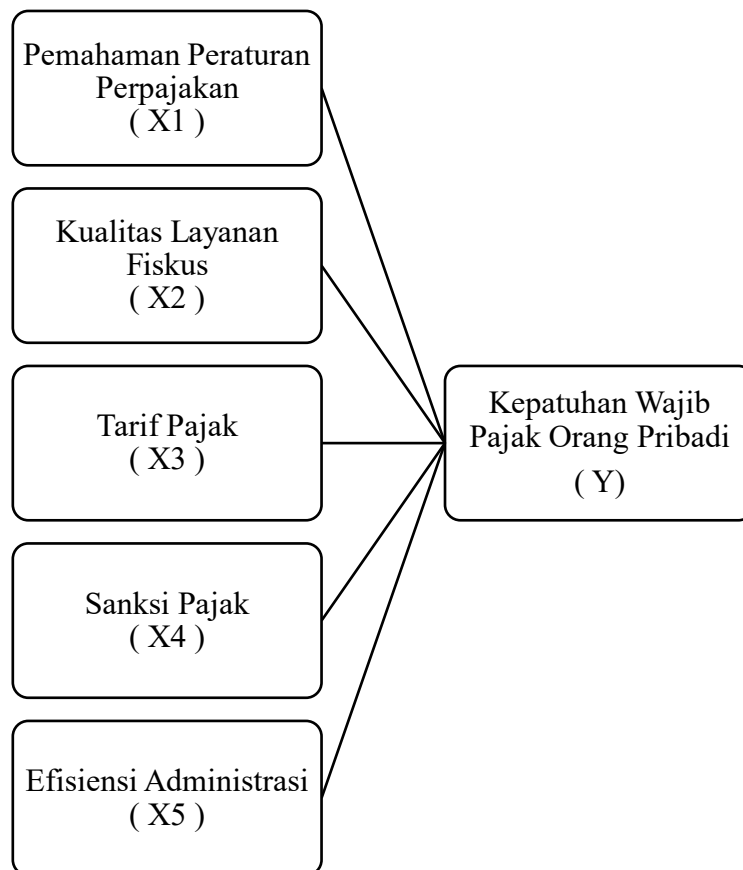 Pemahaman Peraturan
Perpajakan
( X1 )
Kualitas Layanan
Fiskus
( X2 )
Tarif Pajak
( X3 )
Sanksi Pajak
( X4 )
Efisiensi Administrasi
( X5 )
Kepatuhan Wajib
Pajak Orang Pribadi
( Y)